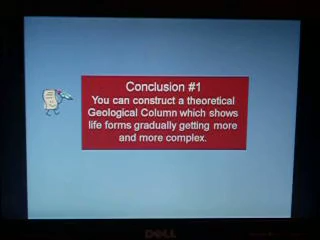 Conclusion #1
You can construct a theoretical
Geological Column which shows
life forms gradually getting more
and more complex.
DELL